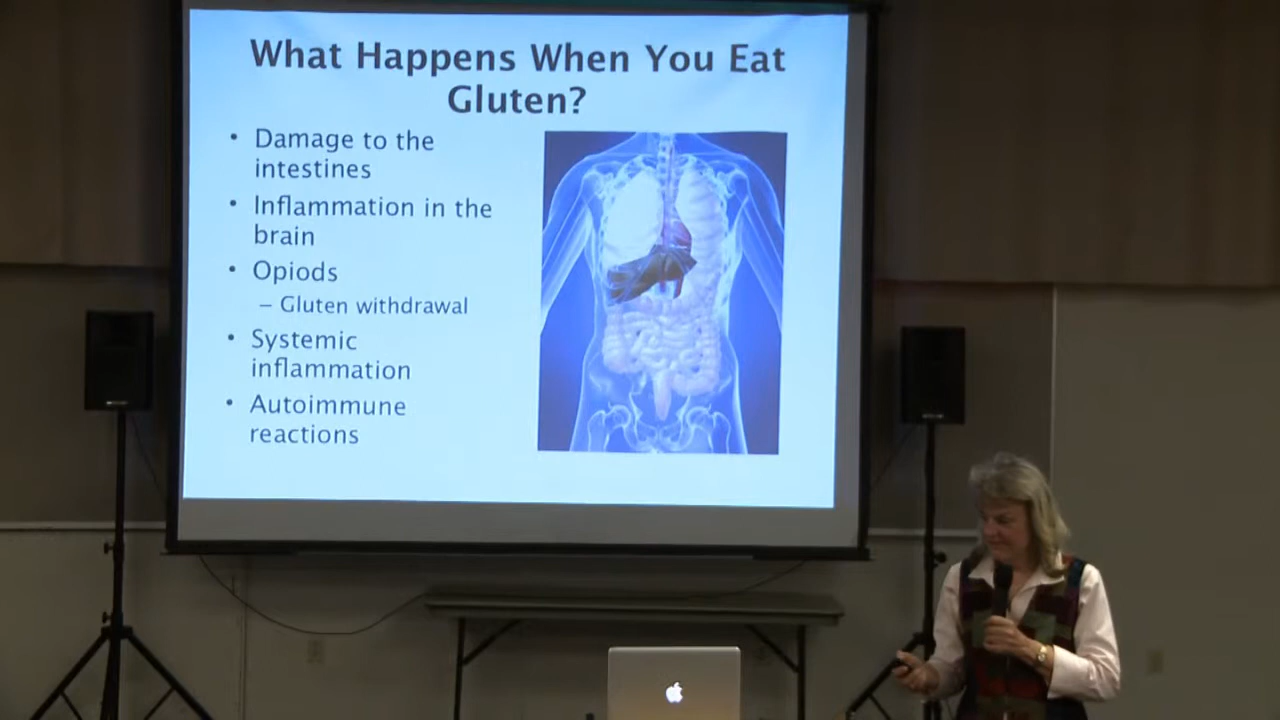 What Happens When You Eat
Gluten?
• Damage to the
intestines
• Inflammation in the
brain
• Opiods
– Gluten withdrawal
• Systemic
inflammation
• Autoimmune
reactions